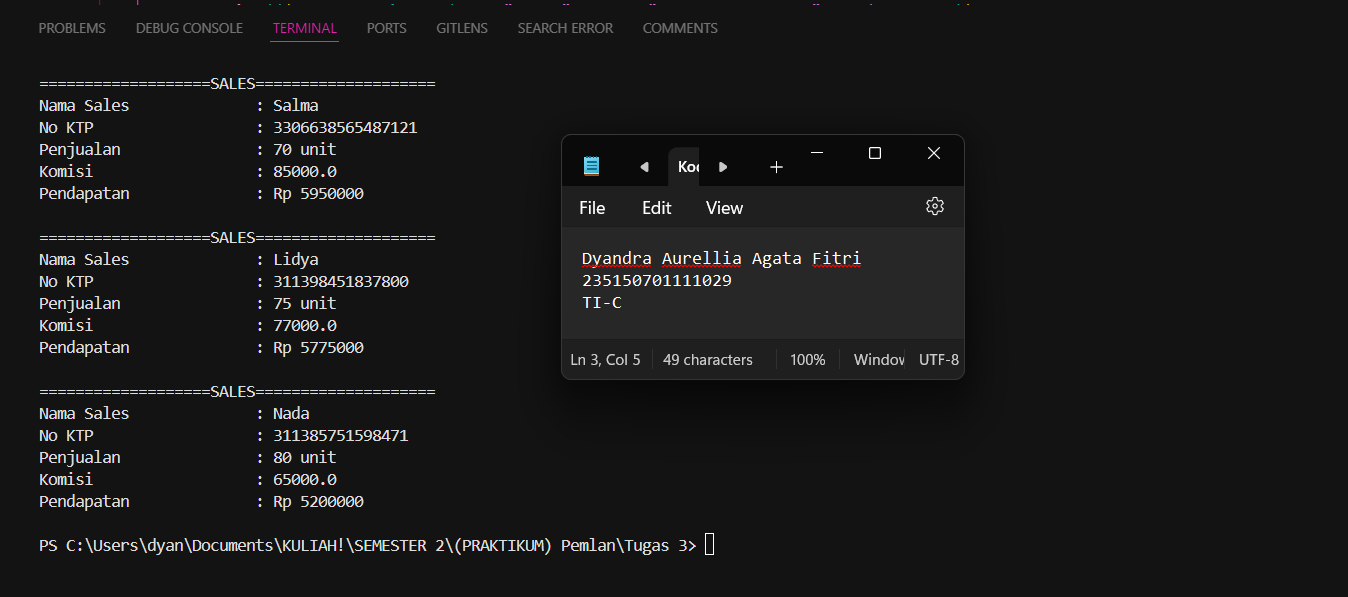 PROBLEMS DEBUG CONSOLE TERMINAL PORTS GITLENS SEARCH ERROR COMMENTS
===================SALES====================
Nama Sales : Salma
No KTP : 3306638565487121
Penjualan : 70 unit
Komisi : 85000.0
Pendapatan : Rp 5950000
===================SALES====================
Nama Sales : Lidya
No KTP : 311398451837800
Penjualan : 75 unit
Komisi : 77000.0
Pendapatan : Rp 5775000
===================SALES====================
Nama Sales : Nada
No KTP : 311385751598471
Penjualan : 80 unit
Komisi : 65000.0
Pendapatan : Rp 5200000
PS C:\Users\dyan\Documents\KULIAH!\SEMESTER 2\(PRAKTIKUM) Pemlan\Tugas 3>
File Edit View
Dyandra Aurellia Agata Fitri
235150701111029
TI-C
Ln 3, Col 5 49 characters 100% Window UTF-8